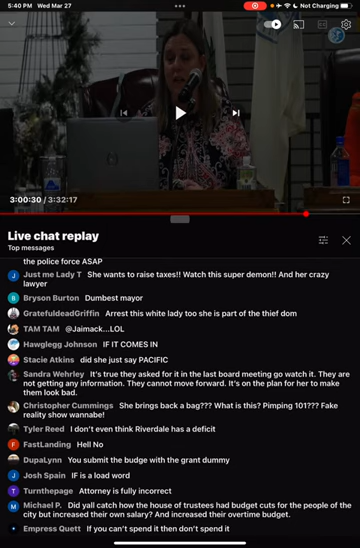 5:40 PM Wed Mar 27
Not Charging
3:00:30 / 3:32:17
Live chat replay
Top messages
the police force ASAP
J Just me Lady T She wants to raise taxes!! Watch this super demon!! And her crazy
lawyer
B Bryson Burton Dumbest mayor
GratefuldeadGriffin Arrest this white lady too she is part of the thief dom
TAM TAM @Jaimack...LOL
Hawglegg Johnson IF IT COMES IN
Stacie Atkins did she just say PACIFIC
Sandra Wehrley It's true they asked for it in the last board meeting go watch it. They are
not getting any information. They cannot move forward. It's on the plan for her to make
them look bad.
Christopher Cummings She brings back a bag??? What is this? Pimping 101??? Fake
reality show wannabe!
Tyler Reed I don't even think Riverdale has a deficit
F FastLanding Hell No
DupaLynn You submit the budge with the grant dummy
J Josh Spain IF is a load word
T Turnthepage Attorney is fully incorrect
M Michael P. Did yall catch how the house of trustees had budget cuts for the people of the
city but increased their own salary? And increased their overtime budget.
Empress Quett If you can't spend it then don't spend it